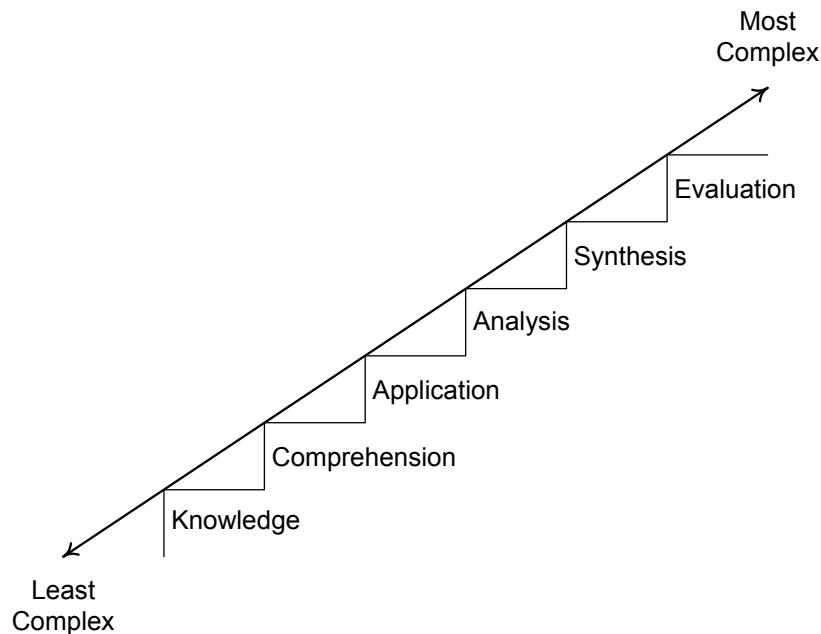 Most
Complex
Evaluation
Synthesis
Analysis
Application
Comprehension
Knowledge
Least
Complex